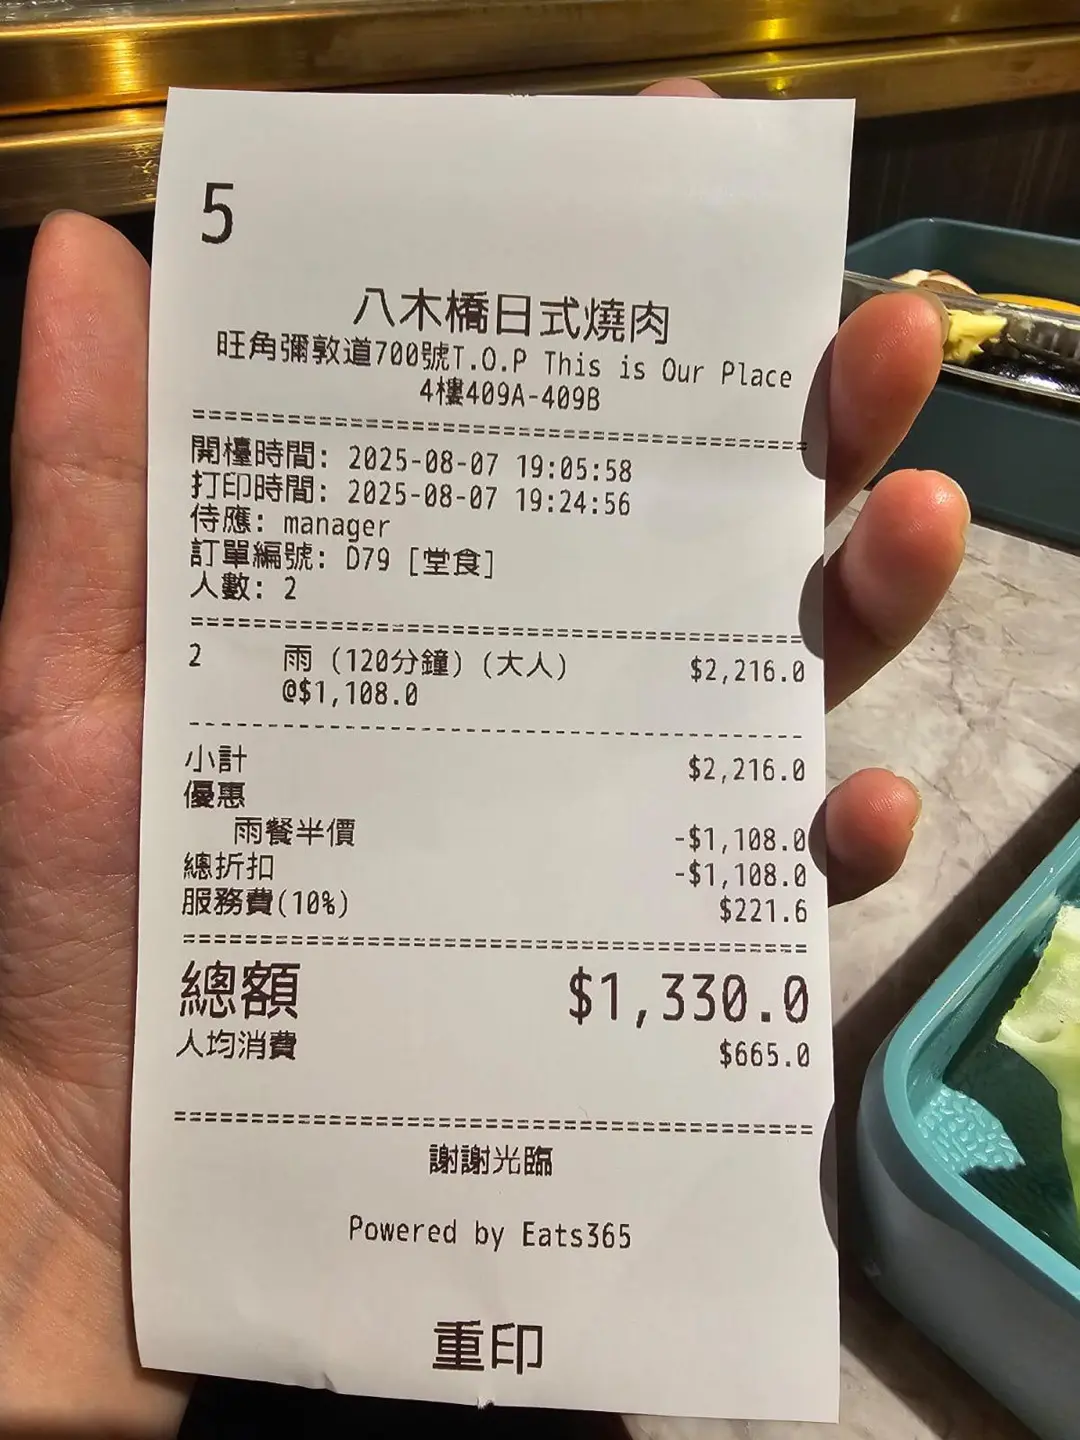 5
八木橋日式燒肉
旺角彌敦道700號T.O.P This is Our Place
4樓409A-409B
開檯時間: 2025-08-07 19:05:58
打印時間: 2025-08-07 19:24:56
侍應: manager
訂單編號: D79 [堂食]
人數: 2
2 雨 (120分鐘) (大人) $2,216.0
@$1,108.0
小計 $2,216.0
優惠
雨餐半價 -$1,108.0
總折扣 -$1,108.0
服務費(10%) $221.6
總額 $1,330.0
人均消費 $665.0
謝謝光臨
Powered by Eats365
重印